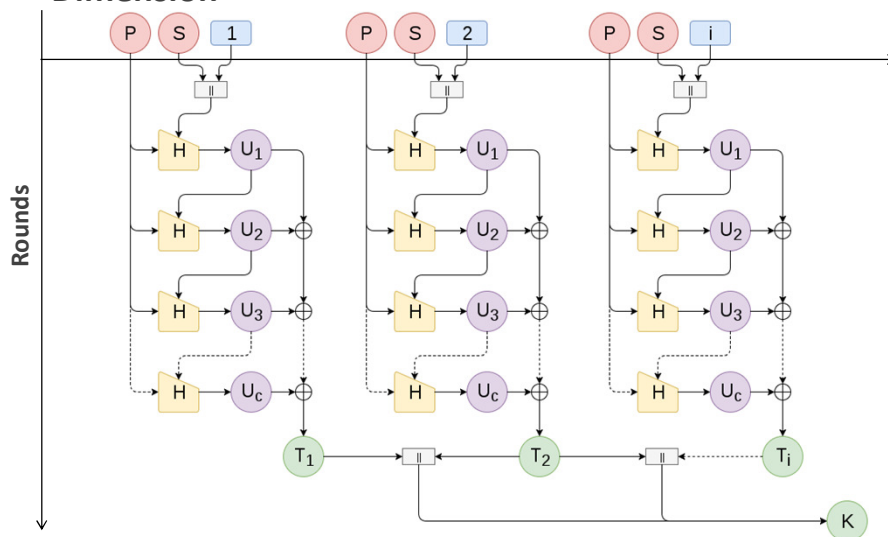 Dimension
P S 1 P S 2 P S i
|| || ||
H U1 H U1 H U1
H U2 H U2 H U2
Rounds
H U3 H U3 H U3
H Uc H Uc H Uc
T1 || T2 || Ti
K